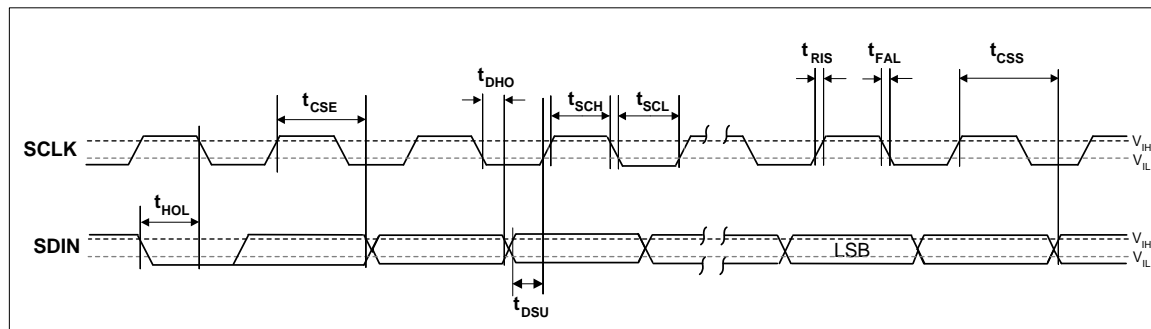 tRIS tFAL tCSS
tDHO
tCSE tSCH tSCL
SCLK VIH
VIL
tHOL
SDIN LSB VIH
VIL
tDSU